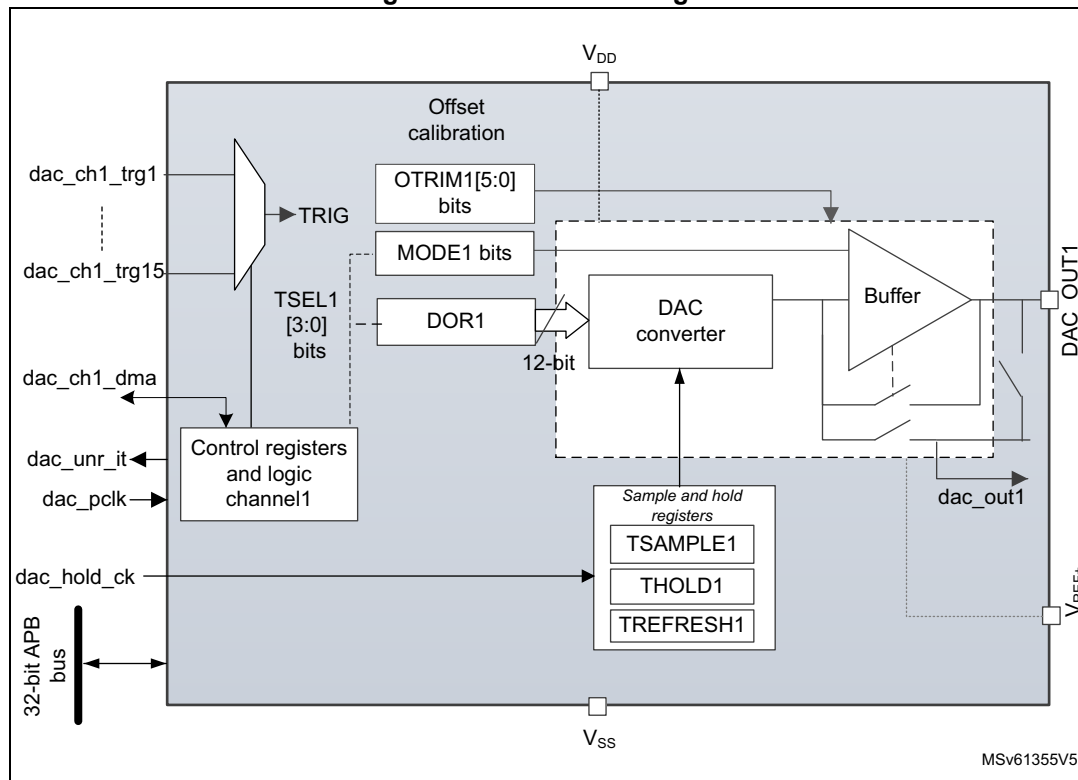 VDD
Offset
calibration
dac_ch1_trg1
OTRIM1[5:0]
bits
TRIG
MODE1 bits
dac_ch1_trg15
TSEL1
[3:0]
bits
DOR1
12-bit
DAC
converter
Buffer
DAC_OUT1
dac_ch1_dma
Control registers
and logic
channel1
dac_unr_it
dac_pclk
Sample and hold
registers
TSAMPLE1
THOLD1
TREFRESH1
dac_out1
dac_hold_ck
VREF+
32-bit APB
bus
VSS
MSv61355V5